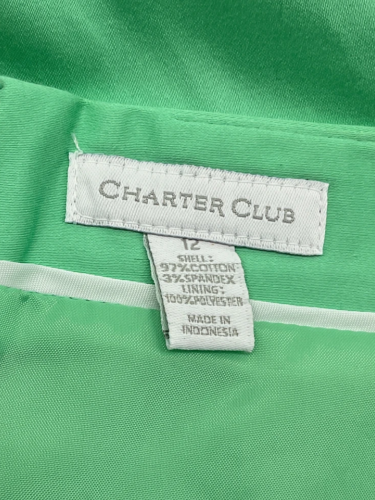 CHARTER CLUB
12
SHELL:
97%COTTON
3%SPANDEX
LINING:
100%POLYESTER
MADE IN
INDONESIA